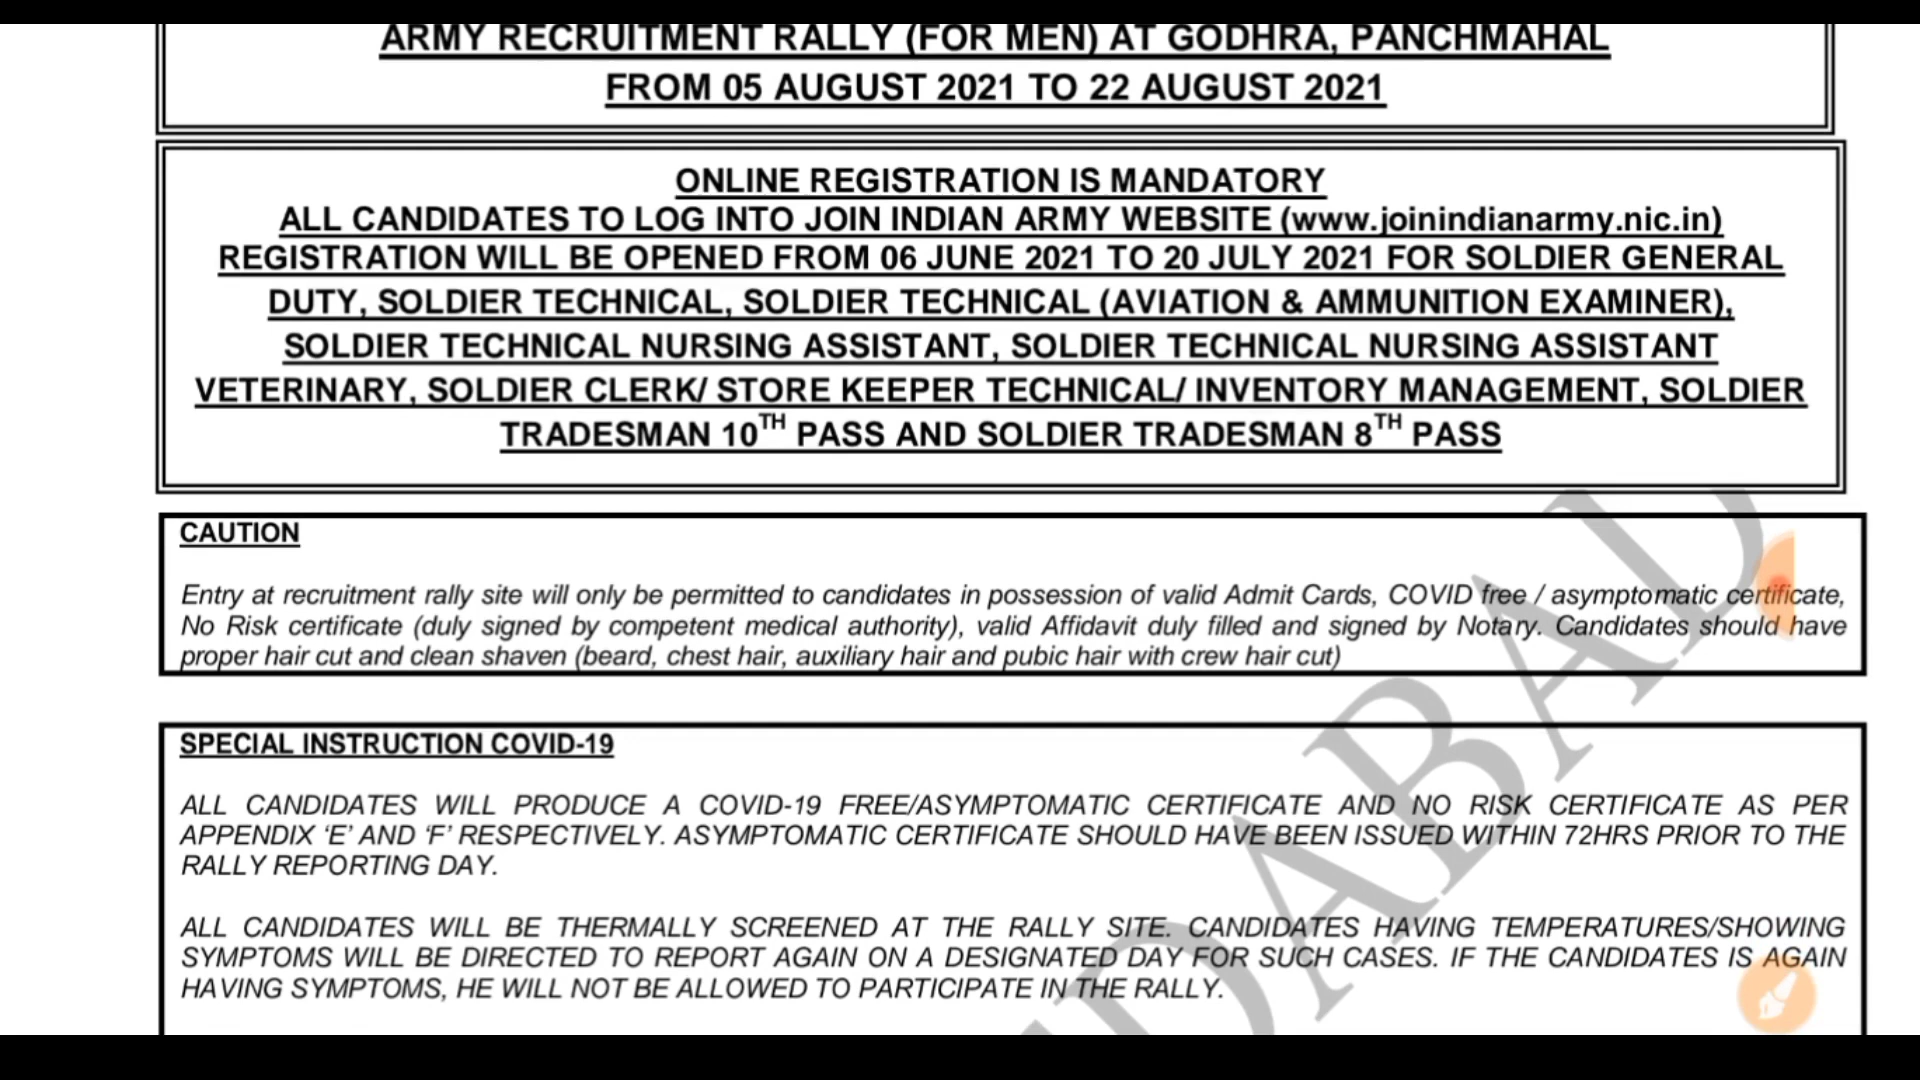 ARMY RECRUITMENT RALLY (FOR MEN) AT GODHRA, PANCHMAHAL
FROM 05 AUGUST 2021 TO 22 AUGUST 2021
ONLINE REGISTRATION IS MANDATORY
ALL CANDIDATES TO LOG INTO JOIN INDIAN ARMY WEBSITE (www.joinindianarmy.nic.in)
REGISTRATION WILL BE OPENED FROM 06 JUNE 2021 TO 20 JULY 2021 FOR SOLDIER GENERAL
DUTY, SOLDIER TECHNICAL, SOLDIER TECHNICAL (AVIATION & AMMUNITION EXAMINER),
SOLDIER TECHNICAL NURSING ASSISTANT, SOLDIER TECHNICAL NURSING ASSISTANT
VETERINARY, SOLDIER CLERK/ STORE KEEPER TECHNICAL/ INVENTORY MANAGEMENT, SOLDIER
TRADESMAN 10TH PASS AND SOLDIER TRADESMAN 8TH PASS
CAUTION
Entry at recruitment rally site will only be permitted to candidates in possession of valid Admit Cards, COVID free / asymptomatic certificate,
No Risk certificate (duly signed by competent medical authority), valid Affidavit duly filled and signed by Notary. Candidates should have
proper hair cut and clean shaven (beard, chest hair, auxiliary hair and pubic hair with crew hair cut)
SPECIAL INSTRUCTION COVID-19
ALL CANDIDATES WILL PRODUCE A COVID-19 FREE/ASYMPTOMATIC CERTIFICATE AND NO RISK CERTIFICATE AS PER
APPENDIX ‘E’ AND ‘F’ RESPECTIVELY. ASYMPTOMATIC CERTIFICATE SHOULD HAVE BEEN ISSUED WITHIN 72HRS PRIOR TO THE
RALLY REPORTING DAY.
ALL CANDIDATES WILL BE THERMALLY SCREENED AT THE RALLY SITE. CANDIDATES HAVING TEMPERATURES/SHOWING
SYMPTOMS WILL BE DIRECTED TO REPORT AGAIN ON A DESIGNATED DAY FOR SUCH CASES. IF THE CANDIDATES IS AGAIN
HAVING SYMPTOMS, HE WILL NOT BE ALLOWED TO PARTICIPATE IN THE RALLY.
DABAD